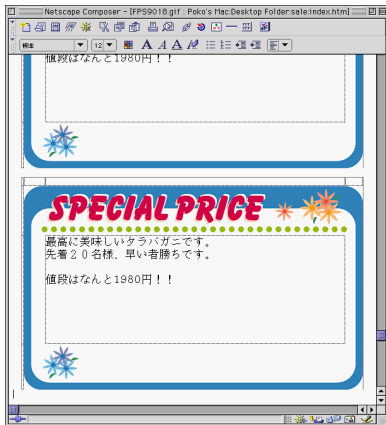 Netscape Composer - [FPS9018.gif : Poko's Mac:Desktop Folder:sale:index.htm]
標準
12
A A A
値段はなんと1980円！！
SPECIAL PRICE
最高に美味しいタラバガニです。
先着２０名様、早い者勝ちです。
値段はなんと1980円！！